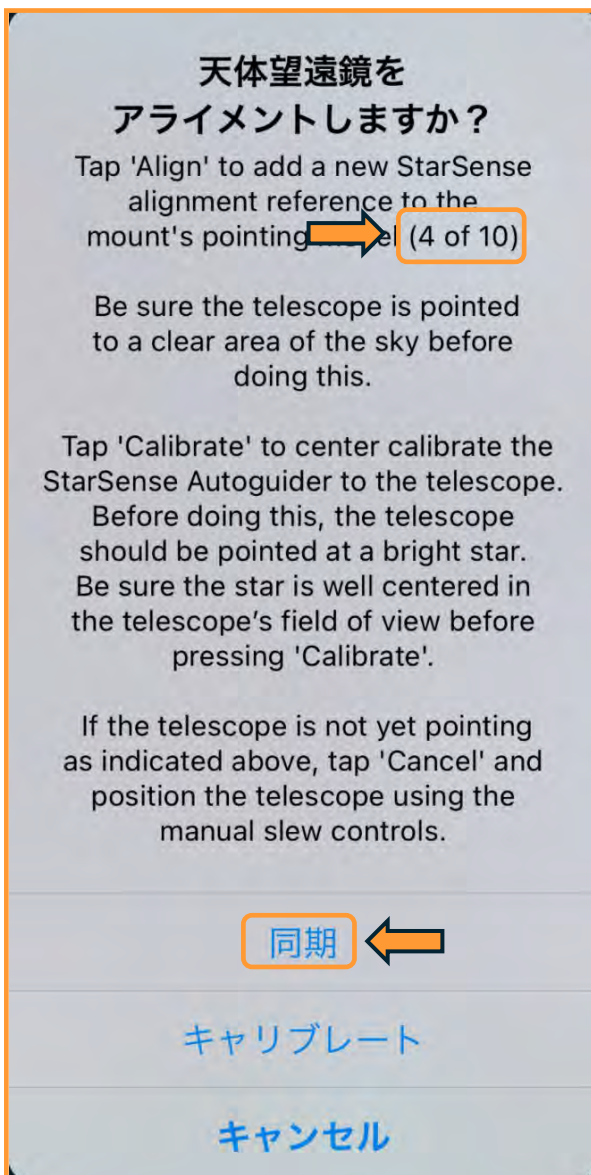 天体望遠鏡を
アライメントしますか？
Tap 'Align' to add a new StarSense
alignment reference to the
mount's pointing el (4 of 10)
Be sure the telescope is pointed
to a clear area of the sky before
doing this.
Tap 'Calibrate' to center calibrate the
StarSense Autoguider to the telescope.
Before doing this, the telescope
should be pointed at a bright star.
Be sure the star is well centered in
the telescope’s field of view before
pressing 'Calibrate'.
If the telescope is not yet pointing
as indicated above, tap 'Cancel' and
position the telescope using the
manual slew controls.
同期
キャリブレート
キャンセル